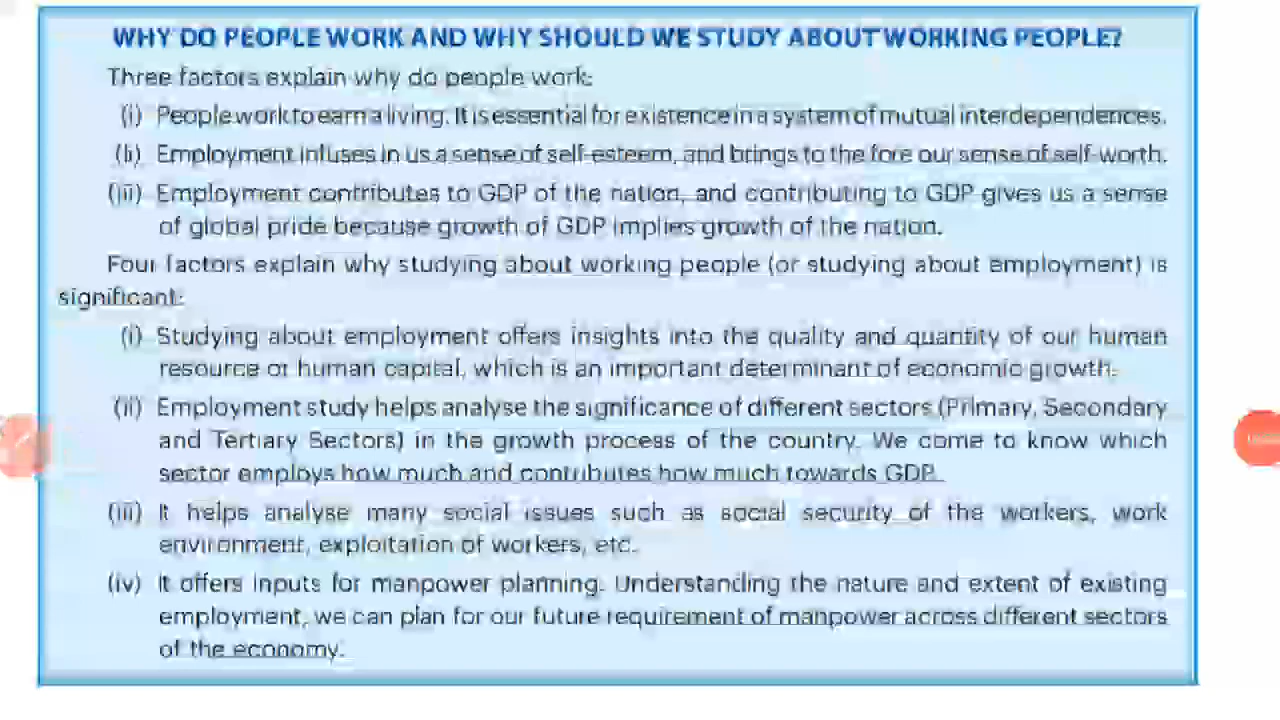 WHY DO PEOPLE WORK AND WHY SHOULD WE STUDY ABOUT WORKING PEOPLE?
Three factors explain why do people work:
(i) People work to earn a living. It is essential for existence in a system of mutual interdependences.
(ii) Employment infuses in us a sense of self-esteem, and brings to the fore our sense of self-worth.
(iii) Employment contributes to GDP of the nation, and contributing to GDP gives us a sense
of global pride because growth of GDP implies growth of the nation.
Four factors explain why studying about working people (or studying about employment) is
significant:
(i) Studying about employment offers insights into the quality and quantity of our human
resource or human capital, which is an important determinant of economic growth.
(ii) Employment study helps analyse the significance of different sectors (Primary, Secondary
and Tertiary Sectors) in the growth process of the country. We come to know which
sector employs how much and contributes how much towards GDP.
(iii) It helps analyse many social issues such as social security of the workers, work
environment, exploitation of workers, etc.
(iv) It offers inputs for manpower planning. Understanding the nature and extent of existing
employment, we can plan for our future requirement of manpower across different sectors
of the economy.